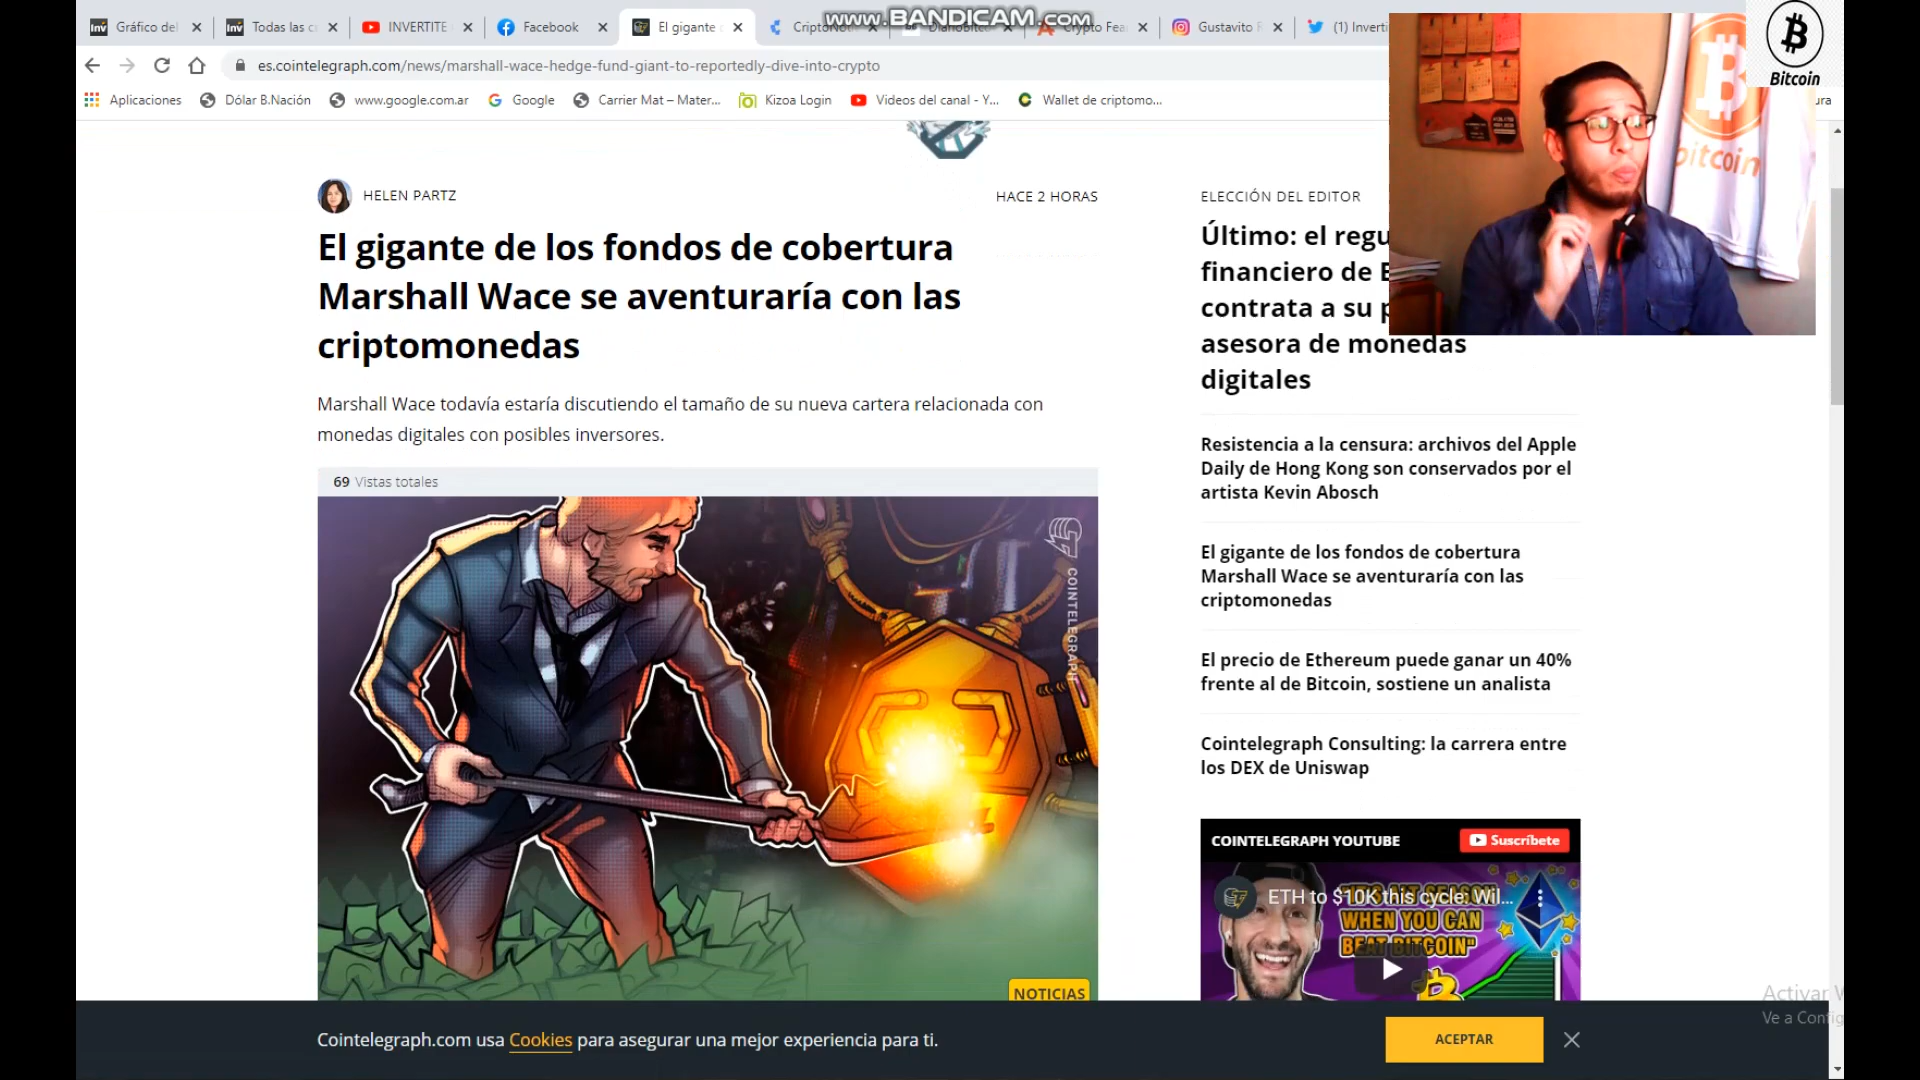 www.BANDICAM.com
Gráfico del
Todas las c
INVERTITE
Facebook
El gigante
Crypto Fea
Gustavito
(1) Inverti
es.cointelegraph.com/news/marshall-wace-hedge-fund-giant-to-reportedly-dive-into-crypto
Aplicaciones
Dólar B.Nación
www.google.com.ar
Google
Carrier Mat – Mater...
Kizoa Login
Videos del canal - Y...
Wallet de criptomo...
Bitcoin
bitcoin
HELEN PARTZ
HACE 2 HORAS
El gigante de los fondos de cobertura
Marshall Wace se aventuraría con las
criptomonedas
Marshall Wace todavía estaría discutiendo el tamaño de su nueva cartera relacionada con
monedas digitales con posibles inversores.
69 Vistas totales
COINTELEGRAPH
NOTICIAS
ELECCIÓN DEL EDITOR
Último: el regu
financiero de E
contrata a su p
asesora de monedas
digitales
Resistencia a la censura: archivos del Apple
Daily de Hong Kong son conservados por el
artista Kevin Abosch
El gigante de los fondos de cobertura
Marshall Wace se aventuraría con las
criptomonedas
El precio de Ethereum puede ganar un 40%
frente al de Bitcoin, sostiene un analista
Cointelegraph Consulting: la carrera entre
los DEX de Uniswap
COINTELEGRAPH YOUTUBE
Suscríbete
ETH to $10K this cycle: Wil...
WHEN YOU CAN
BEAT BITCOIN"
Activar W
Ve a Config
Cointelegraph.com usa Cookies para asegurar una mejor experiencia para ti.
ACEPTAR